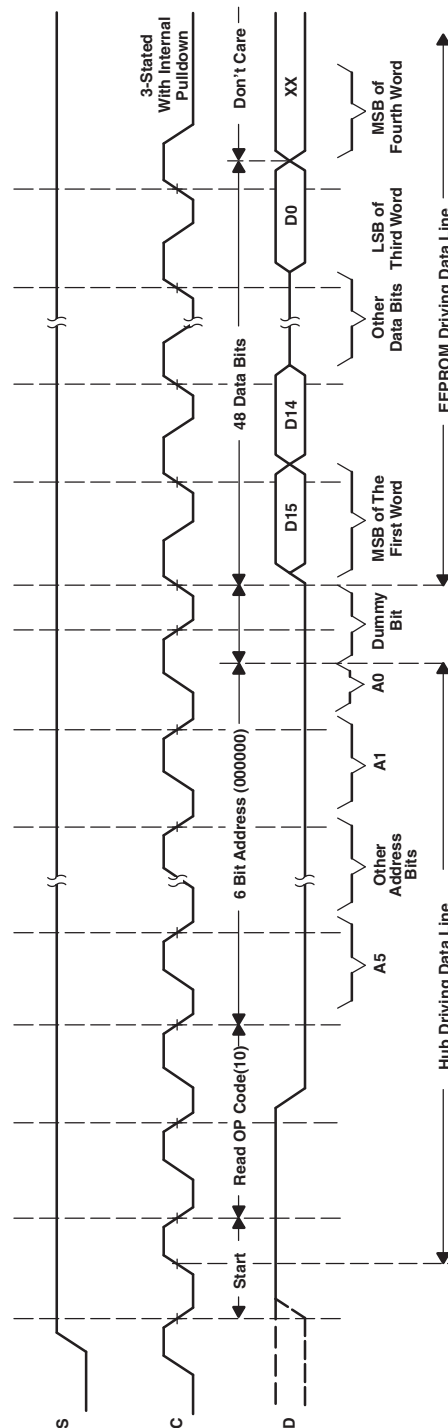 S
C
3-Stated
With Internal
Pulldown
Start
Read OP Code(10)
6 Bit Address (000000)
48 Data Bits
Don't Care
D
D15
D14
D0
XX
A5
Other
Address
Bits
A1
A0
Dummy
Bit
MSB of The
First Word
Other
Data Bits
LSB of
Third Word
MSB of
Fourth Word
Hub Driving Data Line
EEPROM Driving Data Line